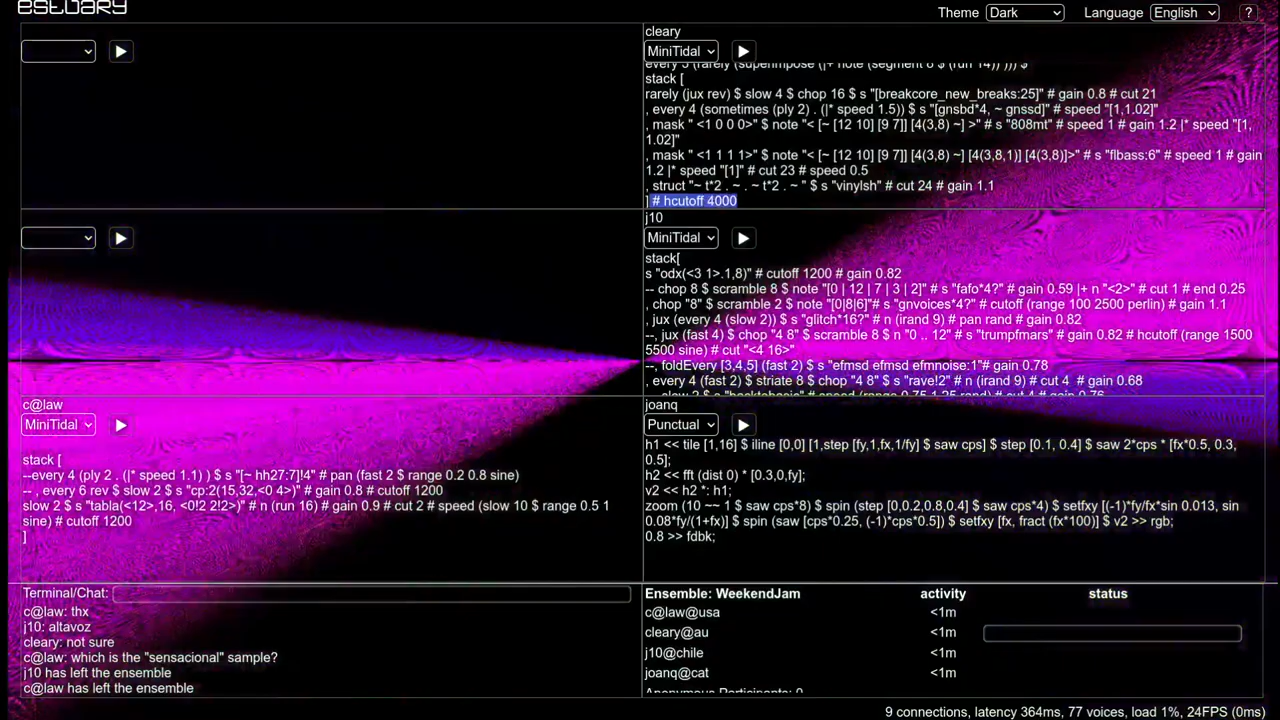 estuary
Theme Dark Language English ?
cleary
MiniTidal
every 3 (rarely (superimpose (|+ note (segment 8 $ (run 14)) ))) $
stack [
rarely (jux rev) $ slow 4 $ chop 16 $ s "[breakcore_new_breaks:25]" # gain 0.8 # cut 21
, every 4 (sometimes (ply 2) . (|* speed 1.5)) $ s "[gnsbd*4, ~ gnssd]" # speed "[1,1.02]"
, mask " <1 0 0 0>" $ note "< [~ [12 10] [9 7]] [4(3,8) ~] >" # s "808mt" # speed 1 # gain 1.2 |* speed "[1,
1.02]"
, mask " <1 1 1 1>" $ note "< [~ [12 10] [9 7]] [4(3,8) ~] [4(3,8,1)] [4(3,8)]>" # s "flbass:6" # speed 1 # gain
1.2 |* speed "[1]" # cut 23 # speed 0.5
, struct "~ t*2 . ~ . ~ t*2 . ~ " $ s "vinylsh" # cut 24 # gain 1.1
] # hcutoff 4000
j10
MiniTidal
stack[
s "odx(<3 1>.1,8)" # cutoff 1200 # gain 0.82
-- chop 8 $ scramble 8 $ note "[0 | 12 | 7 | 3 | 2]" # s "fafo*4?" # gain 0.59 |+ n "<2>" # cut 1 # end 0.25
, chop "8" $ scramble 2 $ note "[0|8|6]"# s "gnvoices*4?" # cutoff (range 100 2500 perlin) # gain 1.1
, jux (every 4 (slow 2)) $ s "glitch*16?" # n (irand 9) # pan rand # gain 0.82
--, jux (fast 4) $ chop "4 8" $ scramble 8 $ n "0 .. 12" # s "trumpfmars" # gain 0.82 # hcutoff (range 1500
5500 sine) # cut "<4 16>"
--, foldEvery [3,4,5] (fast 2) $ s "efmsd efmsd efmnoise:1"# gain 0.78
, every 4 (fast 2) $ striate 8 $ chop "4 8" $ s "rave!2" # n (irand 9) # cut 4 # gain 0.68
c@law
MiniTidal
stack [
--every 4 (ply 2 . (|* speed 1.1) ) $ s "[~ hh27:7]!4" # pan (fast 2 $ range 0.2 0.8 sine)
-- , every 6 rev $ slow 2 $ s "cp:2(15,32,<0 4>)" # gain 0.8 # cutoff 1200
slow 2 $ s "tabla(<12>,16, <0!2 2!2>)" # n (run 16) # gain 0.9 # cut 2 # speed (slow 10 $ range 0.5 1
sine) # cutoff 1200
]
joanq
Punctual
h1 << tile [1,16] $ iline [0,0] [1,step [fy,1,fx,1/fy] $ saw cps] $ step [0.1, 0.4] $ saw 2*cps * [fx*0.5, 0.3,
0.5];
h2 << fft (dist 0) * [0.3,0,fy];
v2 << h2 *: h1;
zoom (10 ~~ 1 $ saw cps*8) $ spin (step [0,0.2,0.8,0.4] $ saw cps*4) $ setfxy [(-1)*fy/fx*sin 0.013, sin
0.08*fy/(1+fx)] $ spin (saw [cps*0.25, (-1)*cps*0.5]) $ setfxy [fx, fract (fx*100)] $ v2 >> rgb;
0.8 >> fdbk;
Terminal/Chat:
c@law: thx
j10: altavoz
cleary: not sure
c@law: which is the "sensacional" sample?
j10 has left the ensemble
c@law has left the ensemble
Ensemble: WeekendJam activity status
c@law@usa <1m
cleary@au <1m
j10@chile <1m
joanq@cat <1m
Anonymous Participants: 0
9 connections, latency 364ms, 77 voices, load 1%, 24FPS (0ms)